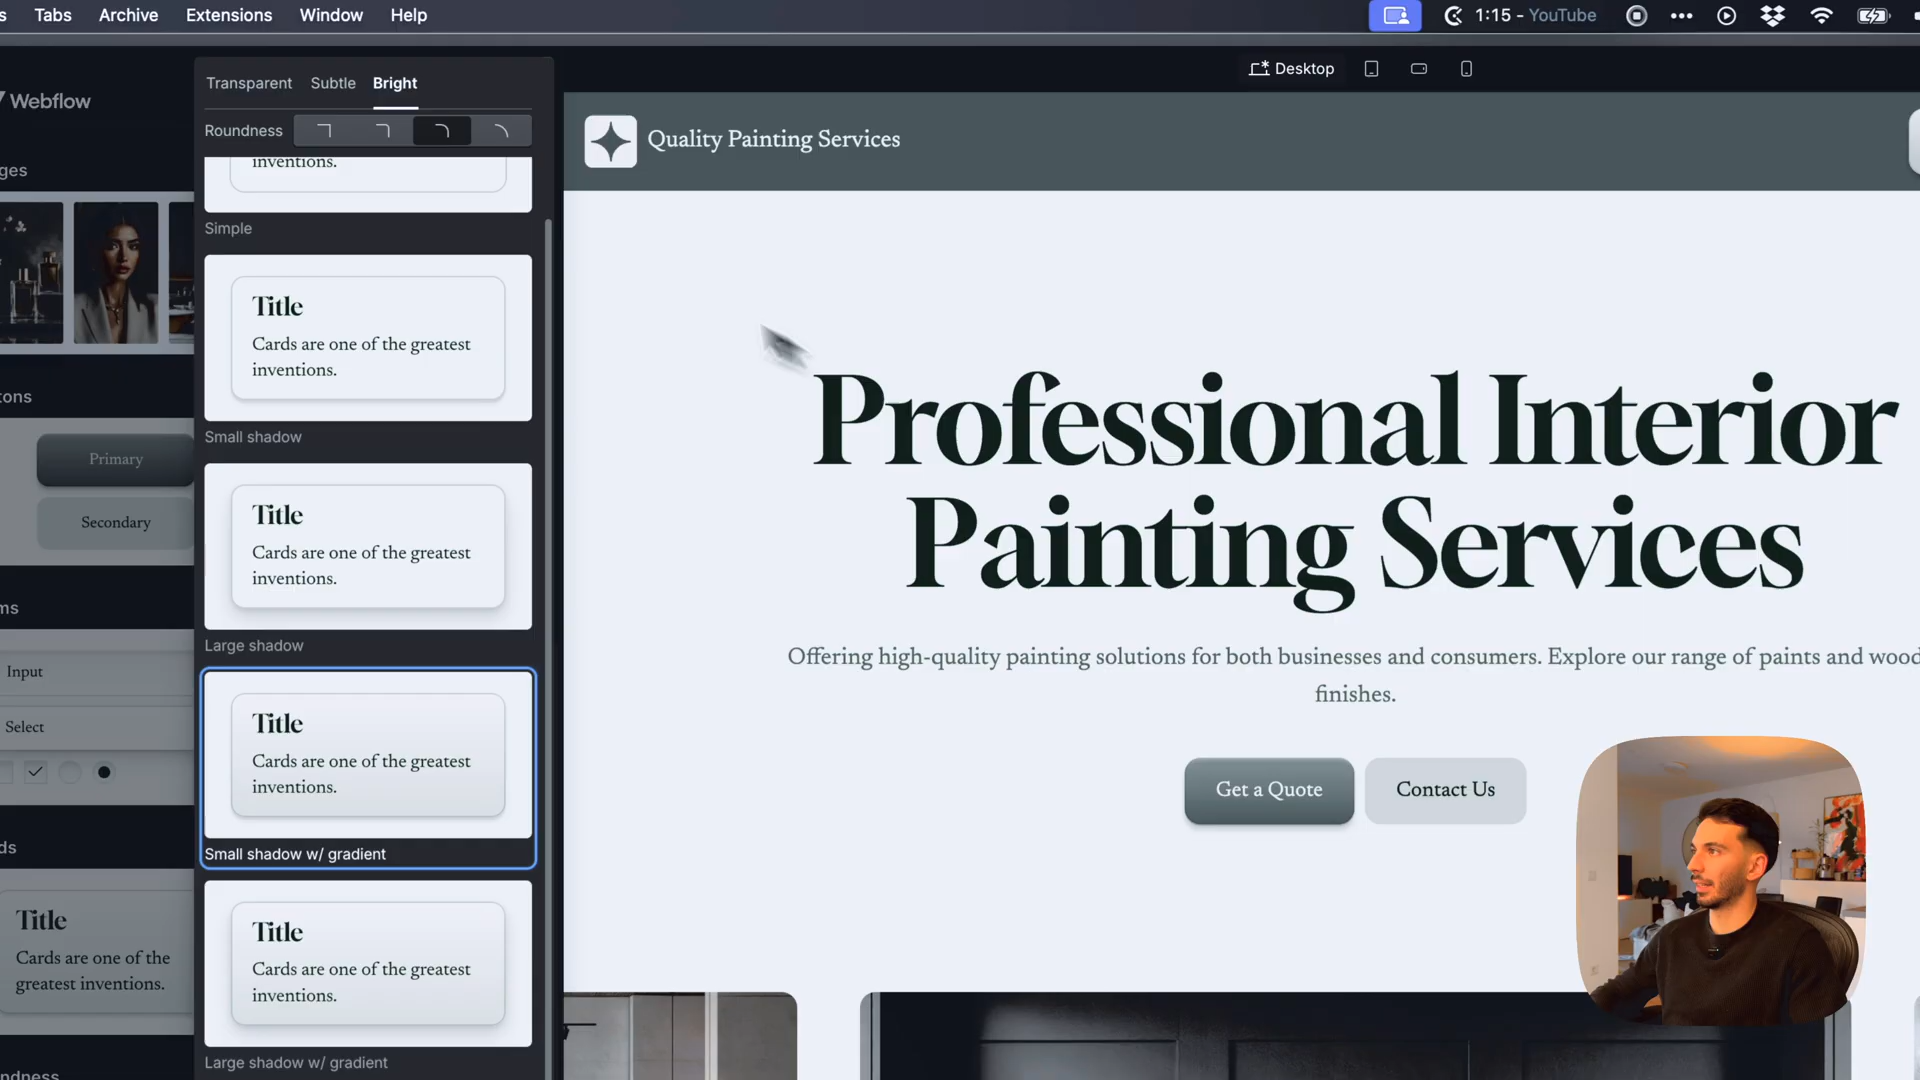 s Tabs Archive Extensions Window Help
1:15 - YouTube
Webflow
Transparent Subtle Bright
Desktop
Roundness
Quality Painting Services
ges
inventions.
Simple
Title
Cards are one of the greatest
inventions.
Small shadow
Title
Cards are one of the greatest
inventions.
Large shadow
Title
Cards are one of the greatest
inventions.
Small shadow w/ gradient
Title
Cards are one of the greatest
inventions.
Large shadow w/ gradient
tons
Primary
Secondary
ms
Input
Select
ds
Title
Cards are one of the
greatest inventions.
ndness
Professional Interior
Painting Services
Offering high-quality painting solutions for both businesses and consumers. Explore our range of paints and wood
finishes.
Get a Quote
Contact Us